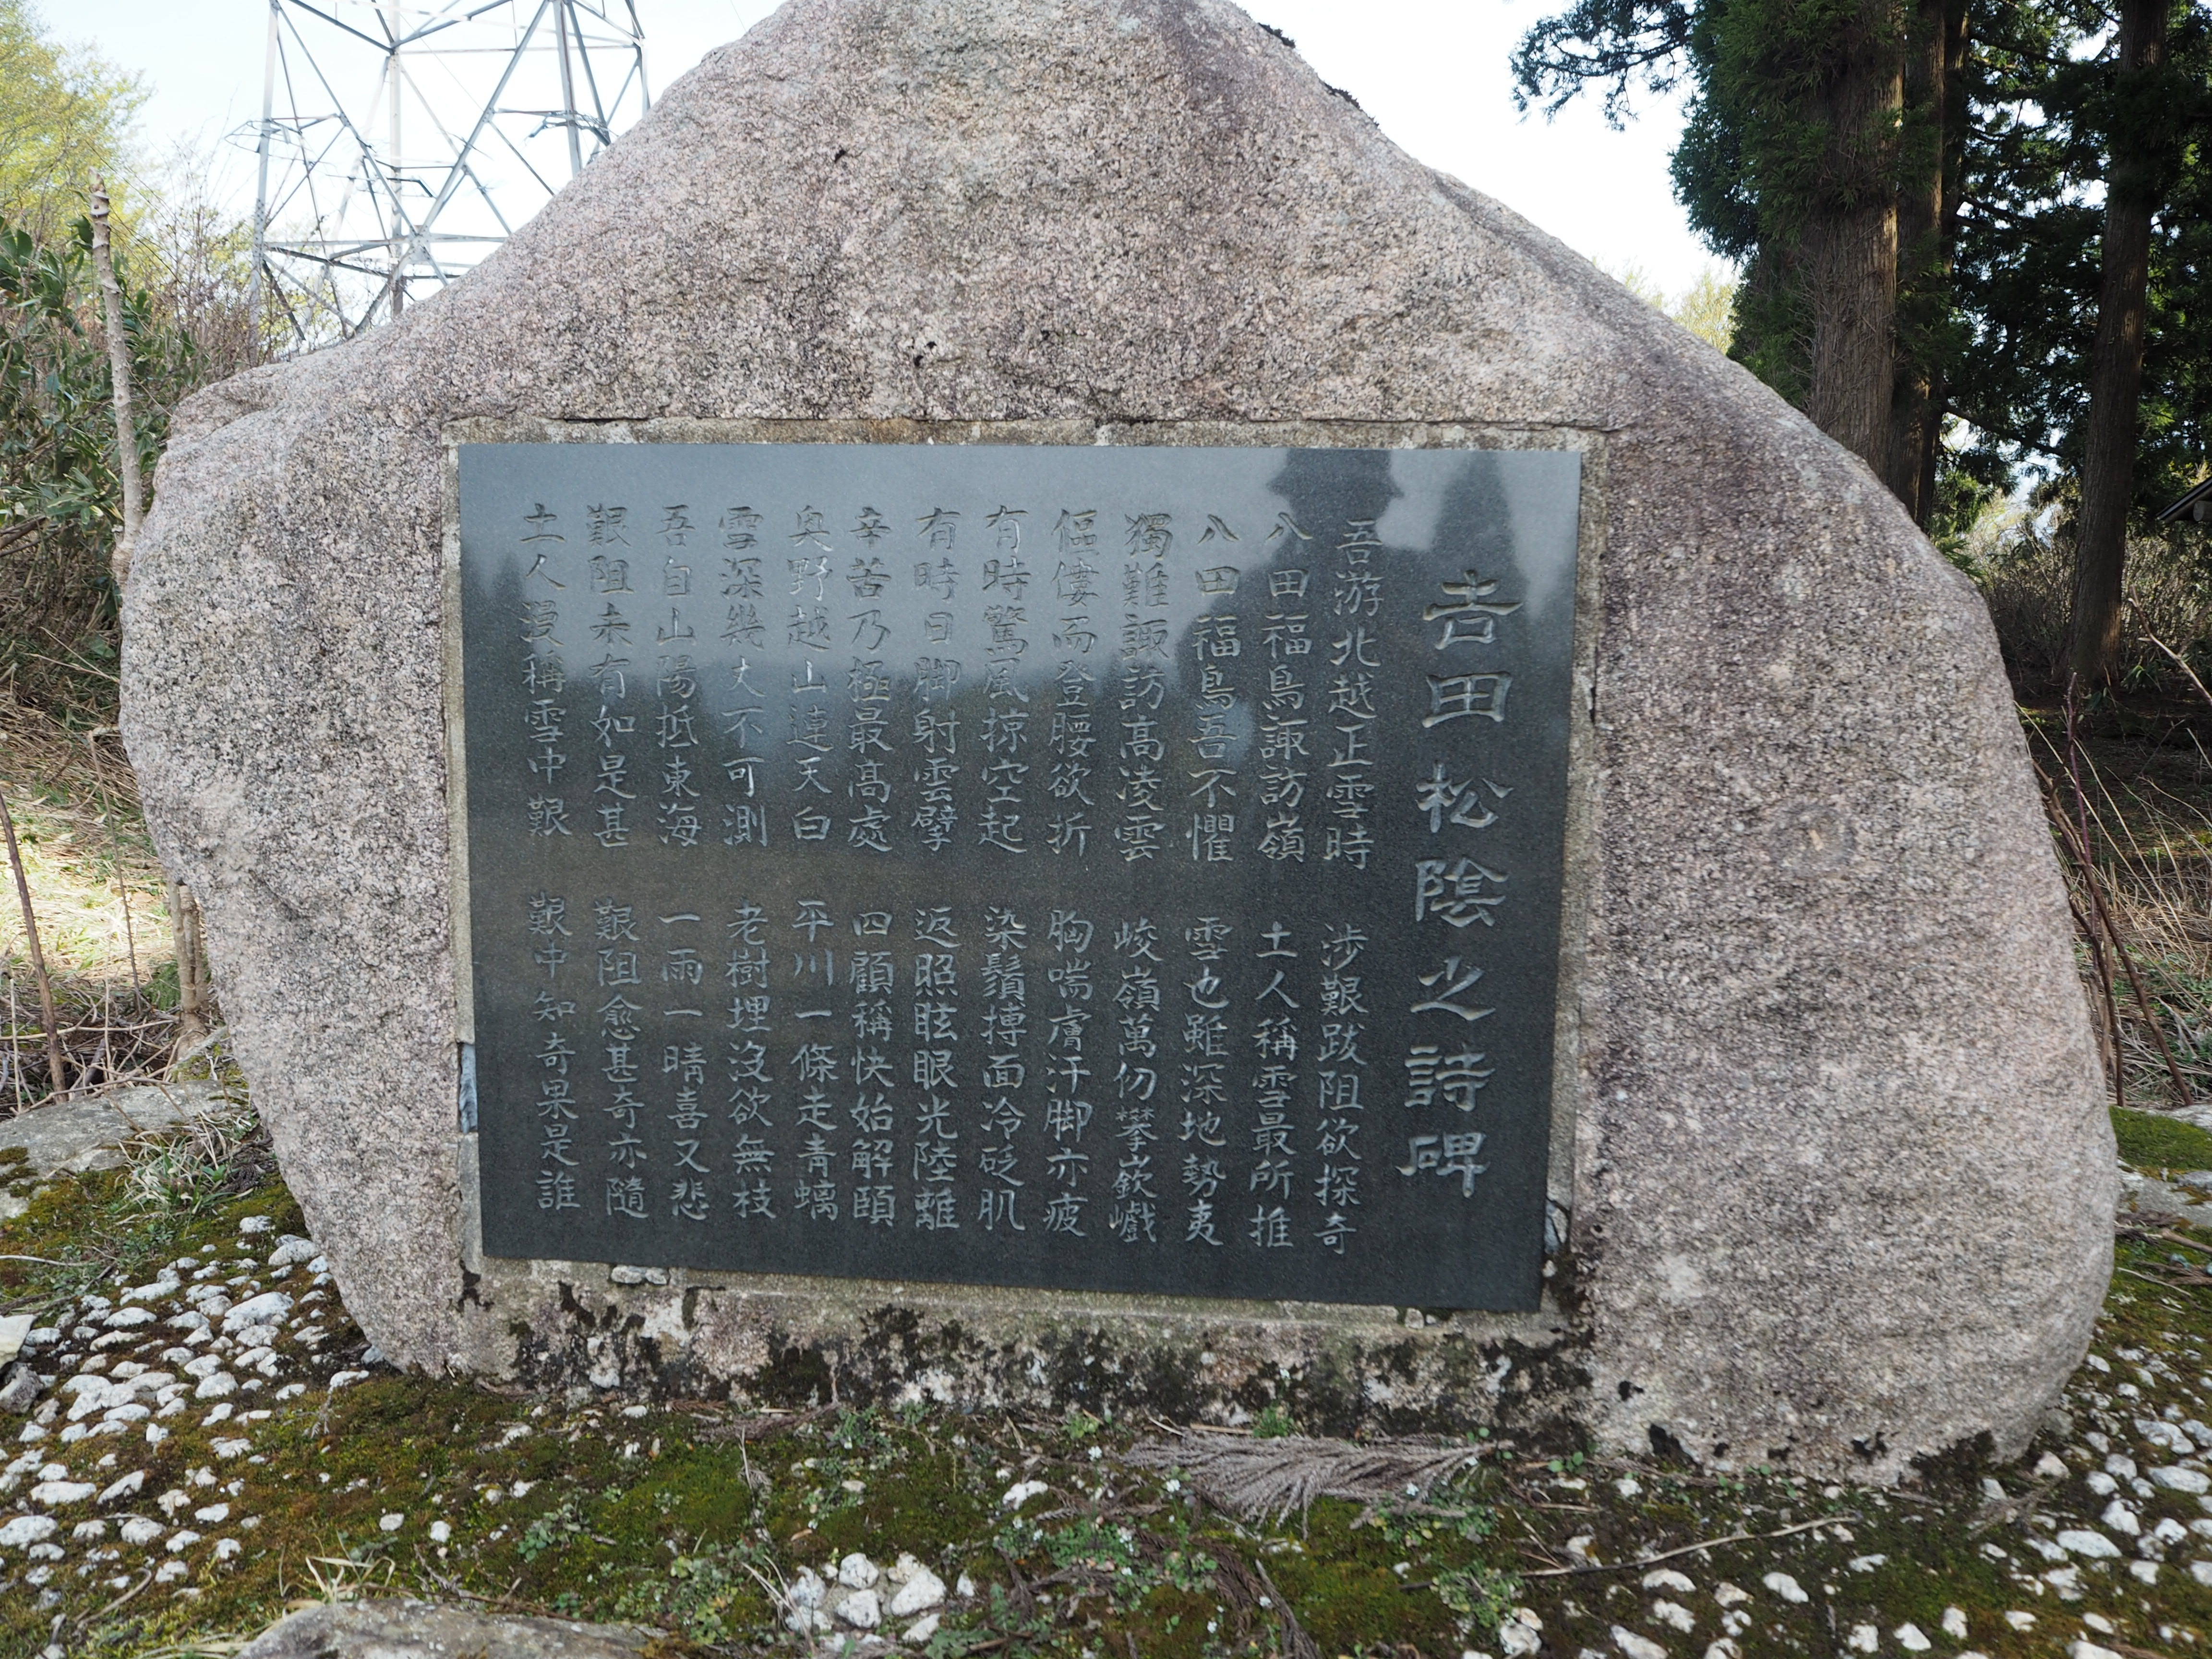 吉田松陰之詩碑
吾游北越正雪時 渉艱跋阻欲探奇
八田福鳥諏訪嶺 土人稱雪最所推
八田福鳥吾不懼 雪也雖深地勢夷
獨難諏訪高凌雲 峻嶺萬仞攀嶔巇
傴僂而登腰欲折 胸喘膚汗脚亦疲
有時驚風掠空起 染鬚搏面冷砭肌
有時日脚射雲擘 返照眩眼光陸離
辛苦乃極最高處 四顧稱快始解頤
奥野越山連天白 平川一條走青螭
雪深幾丈不可測 老樹埋没欲無枝
吾自山陽抵東海 一雨一晴喜又悲
艱阻未有如是甚 艱阻愈甚奇亦隨
土人漫稱雪中艱 艱中知奇果是誰